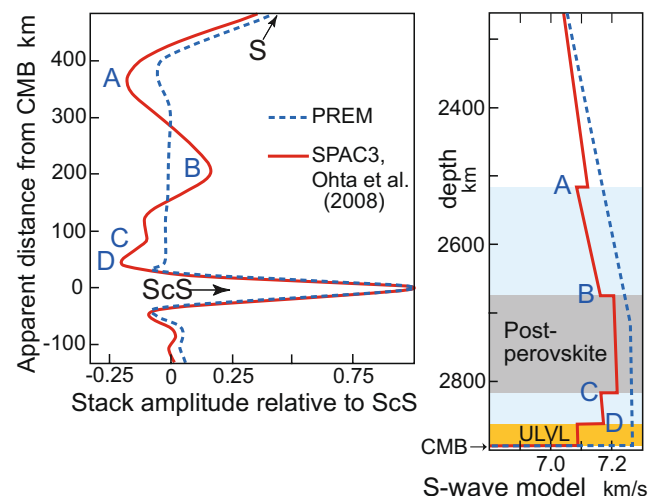 400
300
200
100
0
-100
Apparent distance from CMB km
S
A
B
C
D
ScS
PREM
SPAC3,
Ohta et al.
(2008)
-0.25
0
0.25
0.75
Stack amplitude relative to ScS
depth
km
2400
2600
2800
CMB→
A
B
Post-
perovskite
C
D
ULVL
7.0
7.2
S-wave model km/s